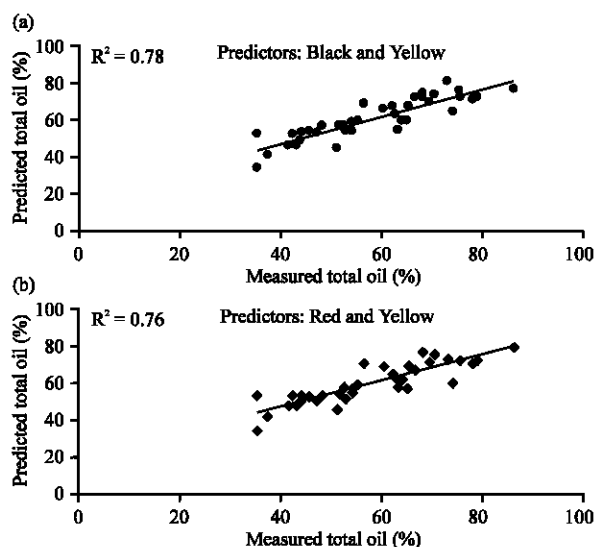 (a)
R² = 0.78 Predictors: Black and Yellow
Predicted total oil (%)
100
80
60
40
20
0
0 20 40 60 80 100
Measured total oil (%)
(b)
R² = 0.76 Predictors: Red and Yellow
Predicted total oil (%)
100
80
60
40
20
0
0 20 40 60 80 100
Measured total oil (%)